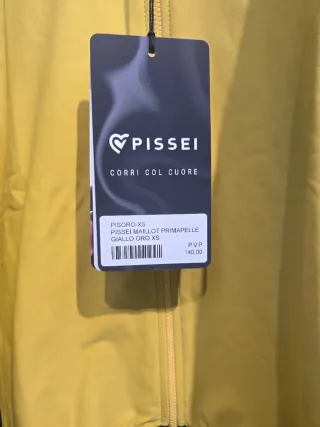 PISSEI
CORRI COL CUORE
PISORO-XS
PISSEI MAILLOT PRIMAPELLE
GIALLO ORO XS
P.V.P
140,00